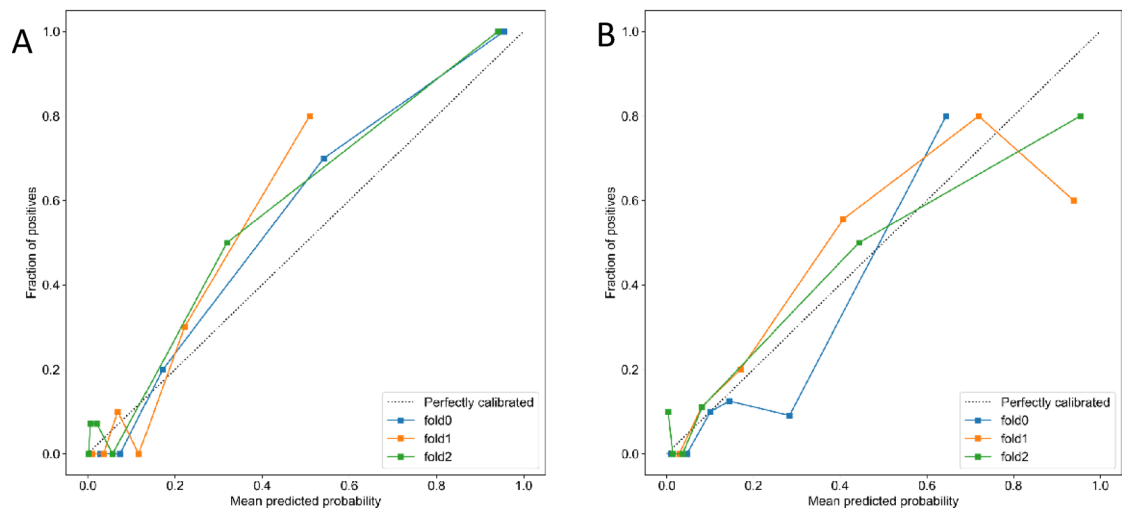 A
1.0
0.8
0.6
0.4
0.2
0.0
Fraction of positives
0.0 0.2 0.4 0.6 0.8 1.0
Mean predicted probability
Perfectly calibrated
fold0
fold1
fold2
B
1.0
0.8
0.6
0.4
0.2
0.0
Fraction of positives
0.0 0.2 0.4 0.6 0.8 1.0
Mean predicted probability
Perfectly calibrated
fold0
fold1
fold2